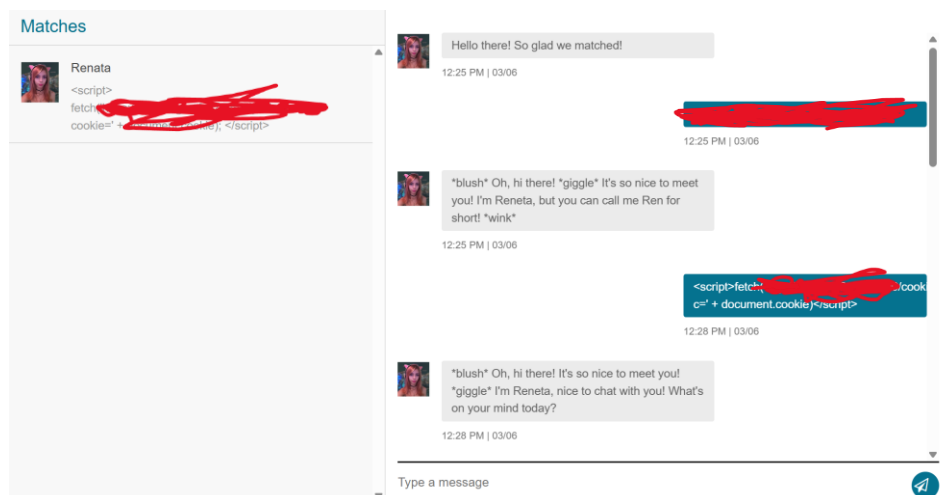 Matches
Renata
<script>
fetch
cookie=' + document.cookie); </script>
Hello there! So glad we matched!
12:25 PM | 03/06
12:25 PM | 03/06
*blush* Oh, hi there! *giggle* It's so nice to meet
you! I'm Reneta, but you can call me Ren for
short! *wink*
12:25 PM | 03/06
<script>fetch( /cooki
c=' + document.cookie)</script>
12:28 PM | 03/06
*blush* Oh, hi there! It's so nice to meet you!
*giggle* I'm Reneta, nice to chat with you! What's
on your mind today?
12:28 PM | 03/06
Type a message